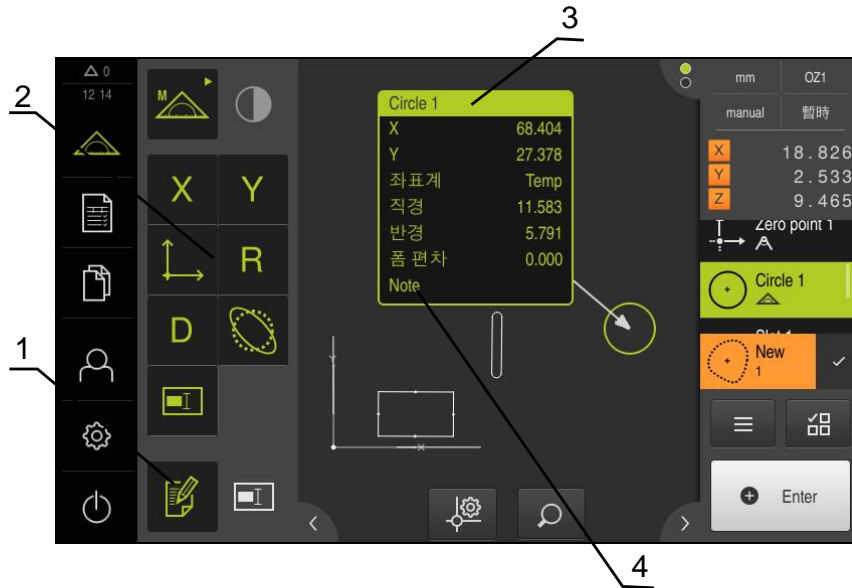 3
△ 0
12 14
2
M
X
Y
R
D
1
Circle 1
X 68.404
Y 27.378
좌표계 Temp
직경 11.583
반경 5.791
폼 편차 0.000
Note
Y
X
mm OZ1
manual 暫時
X 18.826
Y 2.533
Z 9.465
Zero point 1
Circle 1
New
1
Enter
4